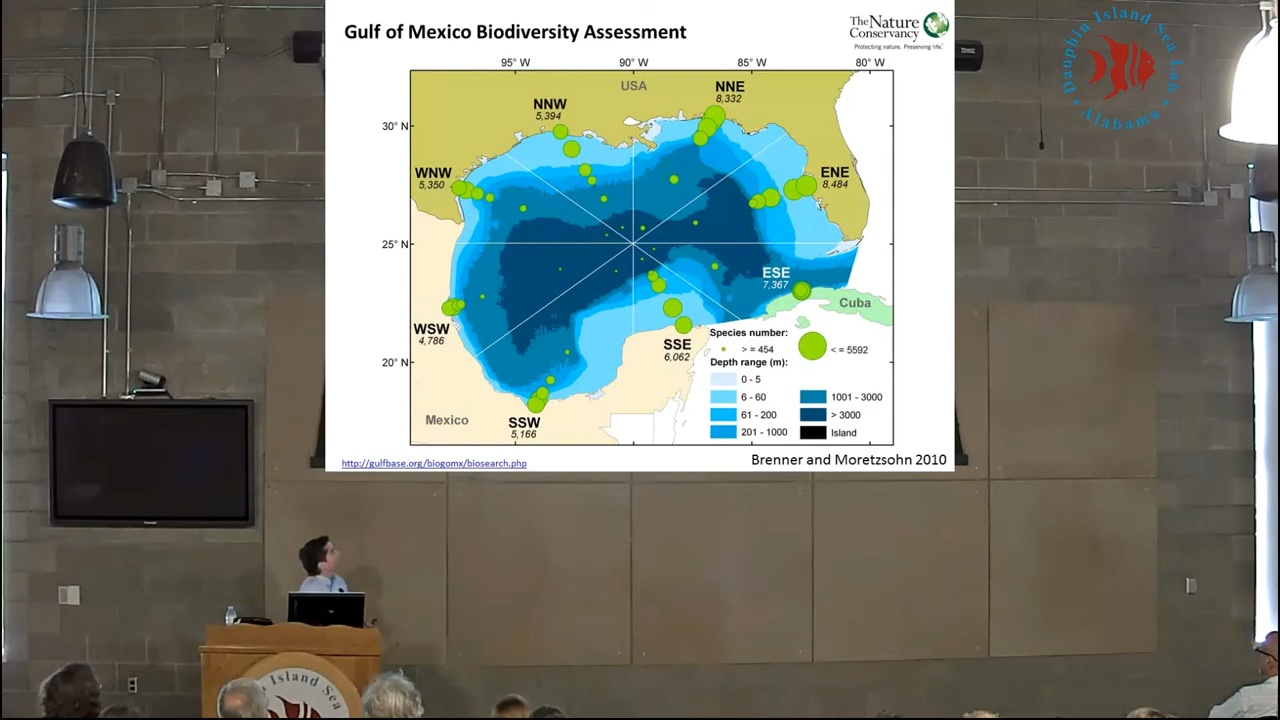 Gulf of Mexico Biodiversity Assessment
The Nature
Conservancy
Protecting nature. Preserving life.
Dauphin Island Sea Lab
Alabama
95° W
90° W
85° W
80° W
USA
NNE
8,332
NNW
5,394
30° N
WNW
5,350
ENE
8,484
25° N
ESE
7,367
Cuba
WSW
4,786
Species number:
> = 454
< = 5592
SSE
6,062
Depth range (m):
20° N
0 - 5
6 - 60
1001 - 3000
61 - 200
> 3000
201 - 1000
Island
Mexico
SSW
5,166
http://gulfbase.org/biogomx/biosearch.php
Brenner and Moretzsohn 2010
Island Sea